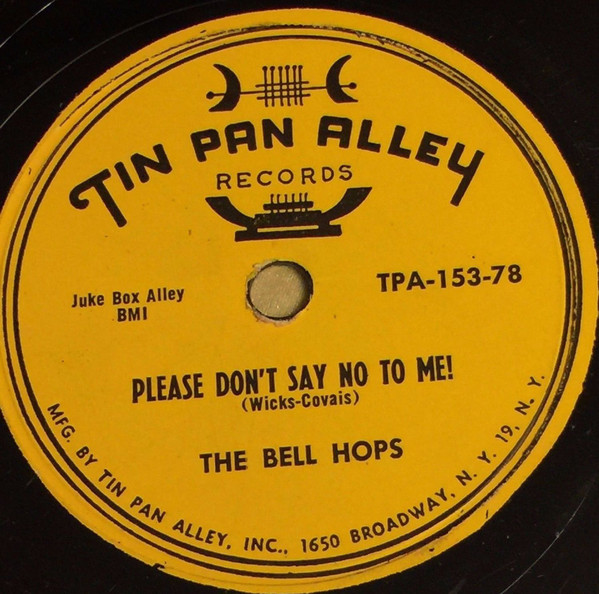 TIN PAN ALLEY
RECORDS
Juke Box Alley
BMI
TPA-153-78
PLEASE DON'T SAY NO TO ME!
(Wicks-Covais)
THE BELL HOPS
MFG. BY TIN PAN ALLEY, INC., 1650 BROADWAY, N. Y. 19, N. Y.